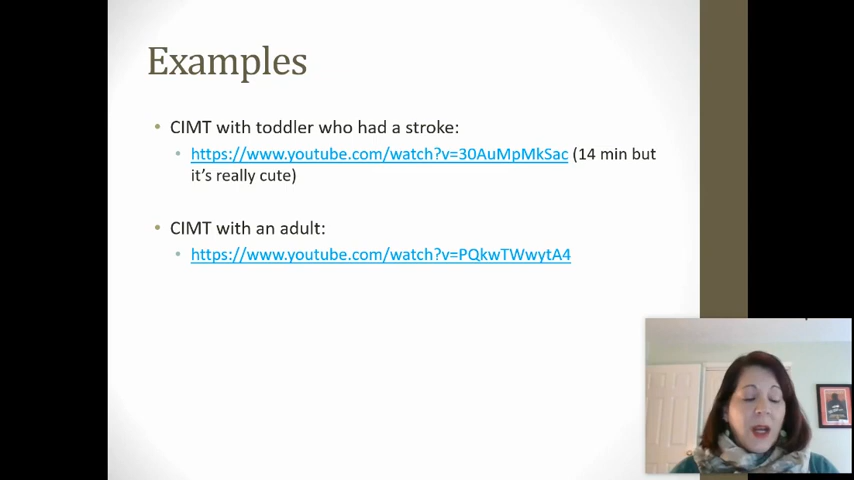 Examples
• CIMT with toddler who had a stroke:
• https://www.youtube.com/watch?v=30AuMpMkSac (14 min but
it's really cute)
• CIMT with an adult:
• https://www.youtube.com/watch?v=PQkwTWwytA4